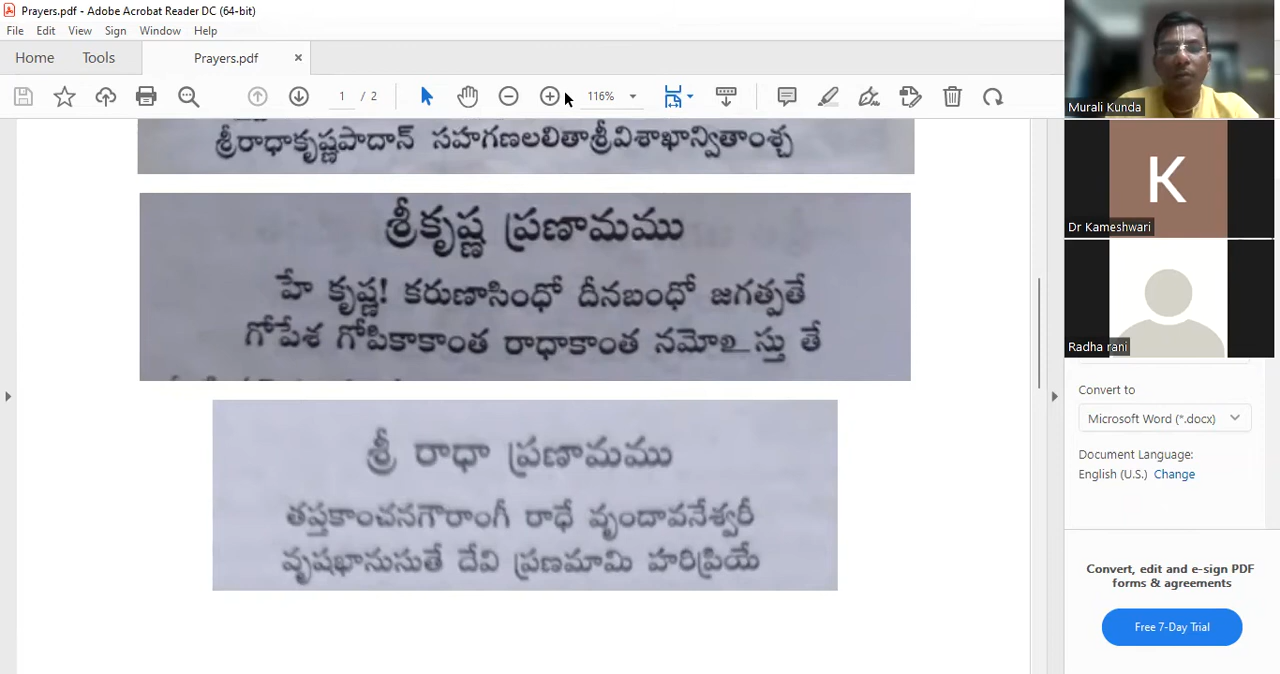 Prayers.pdf - Adobe Acrobat Reader DC (64-bit)
File Edit View Sign Window Help
Home Tools Prayers.pdf ×
1 / 2 116%
శ్రీరాధాకృష్ణపాదాన్ సహగణలలితాశ్రీవిశాఖాన్వితాంశ్చ
శ్రీకృష్ణ ప్రణామము
హే కృష్ణ! కరుణాసింధో దీనబంధో జగత్పతే
గోపేశ గోపికాకాంత రాధాకాంత నమోఽస్తు తే
శ్రీ రాధా ప్రణామము
తప్తకాంచనగౌరాంగీ రాధే వృందావనేశ్వరీ
వృషభానుసుతే దేవి ప్రణమామి హరిప్రియే
Murali Kunda
K
Dr Kameshwari
Radha rani
Convert to
Microsoft Word (*.docx)
Document Language:
English (U.S.) Change
Convert, edit and e-sign PDF
forms & agreements
Free 7-Day Trial